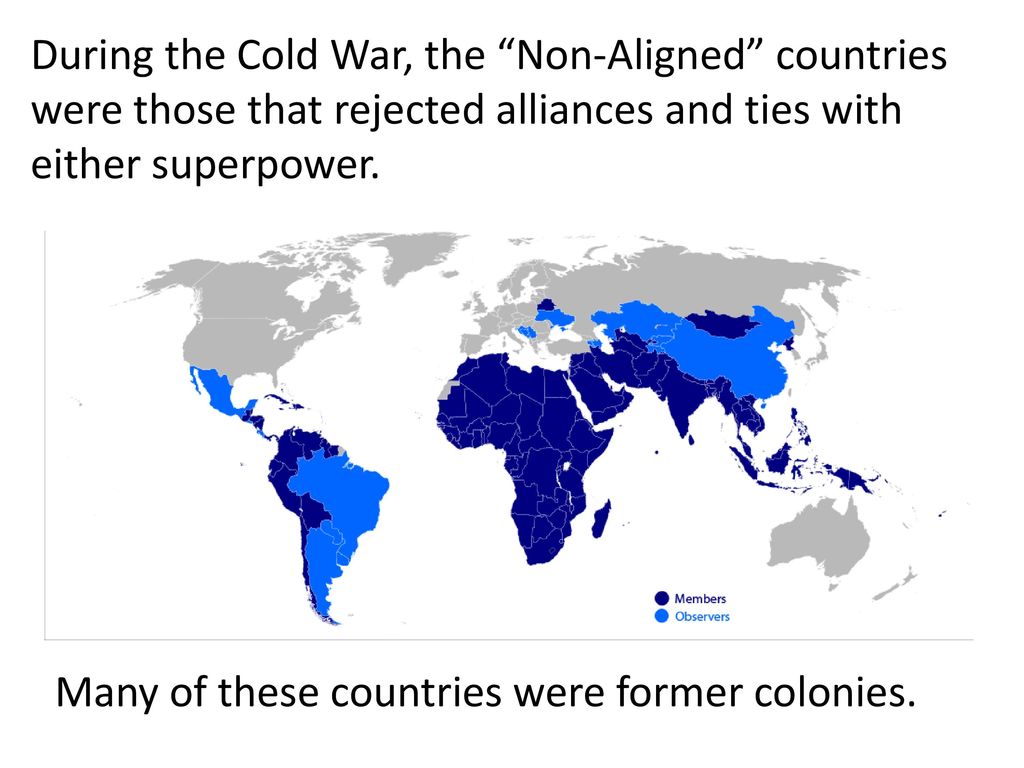 During the Cold War, the “Non-Aligned” countries
were those that rejected alliances and ties with
either superpower.
Members
Observers
Many of these countries were former colonies.